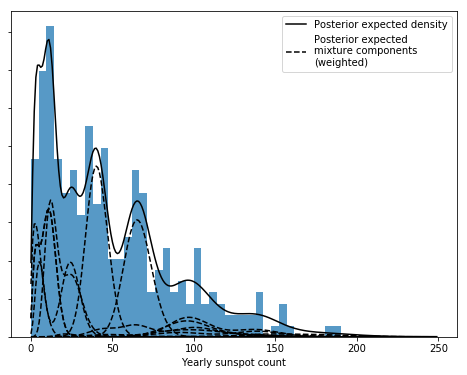 Posterior expected density
Posterior expected
mixture components
(weighted)
0
50
100
150
200
250
Yearly sunspot count